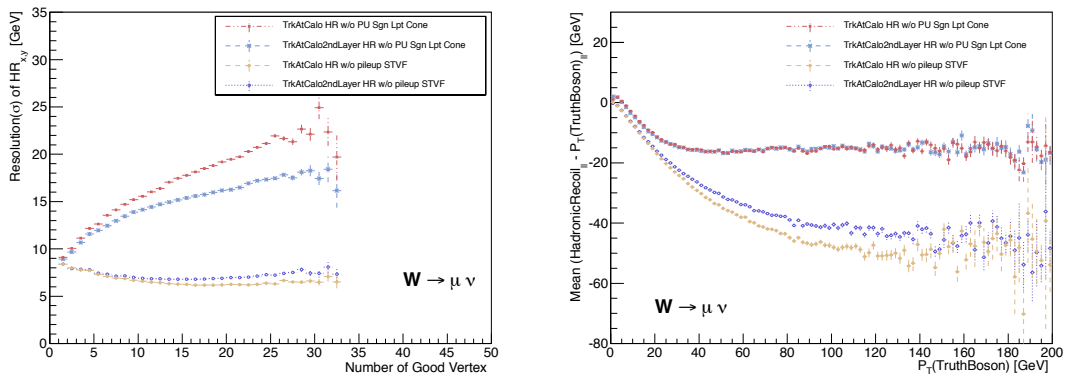 Resolution(σ) of HR_{x,y} [GeV]
35
30
25
20
15
10
5
0
TrkAtCalo HR w/o PU Sgn Lpt Cone
TrkAtCalo2ndLayer HR w/o PU Sgn Lpt Cone
TrkAtCalo HR w/o pileup STVF
TrkAtCalo2ndLayer HR w/o pileup STVF
W → μ ν
0 5 10 15 20 25 30 35 40 45 50
Number of Good Vertex
Mean (HadronicRecoil_{||} - P_T(TruthBoson)_{||}) [GeV]
20
0
-20
-40
-60
-80
TrkAtCalo HR w/o PU Sgn Lpt Cone
TrkAtCalo2ndLayer HR w/o PU Sgn Lpt Cone
TrkAtCalo HR w/o pileup STVF
TrkAtCalo2ndLayer HR w/o pileup STVF
W → μ ν
0 20 40 60 80 100 120 140 160 180 200
P_T(TruthBoson) [GeV]